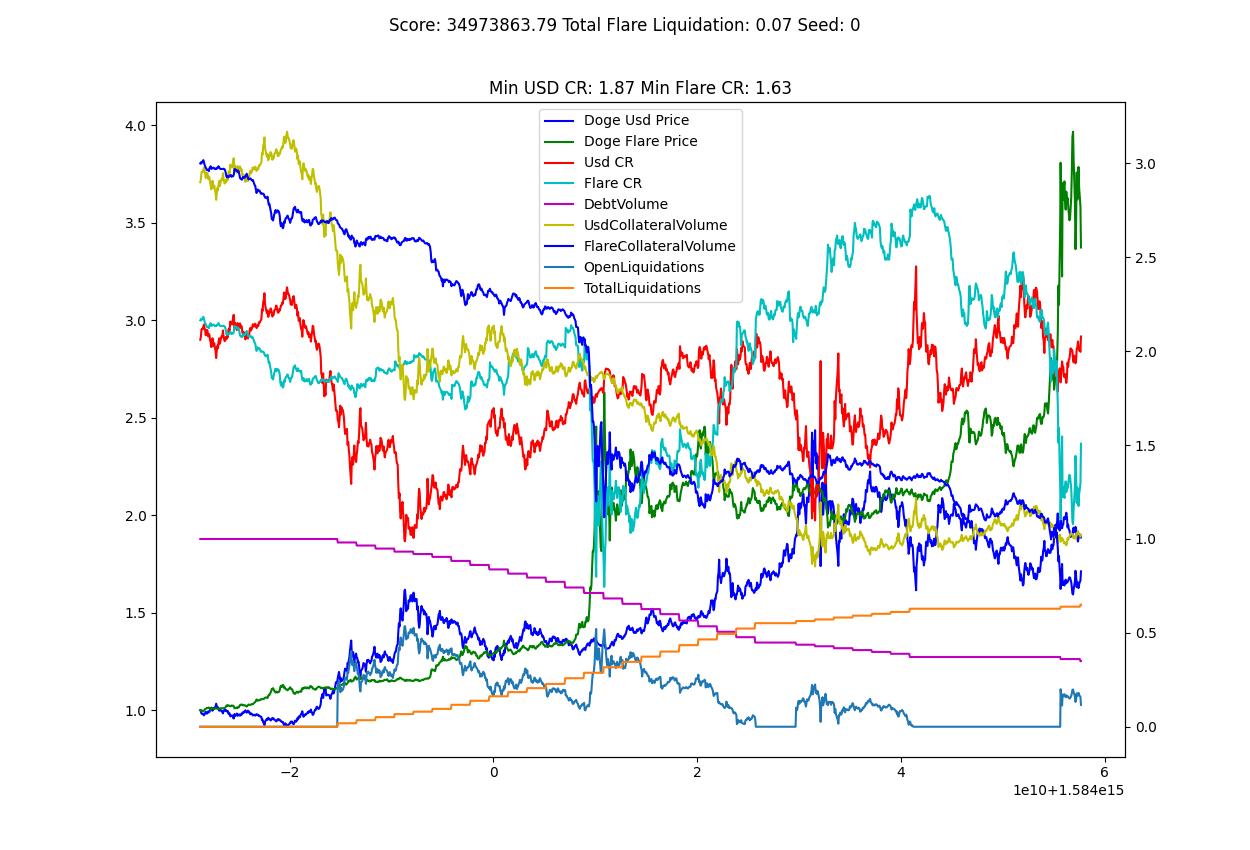 Score: 34973863.79 Total Flare Liquidation: 0.07 Seed: 0
Min USD CR: 1.87 Min Flare CR: 1.63
Doge Usd Price
Doge Flare Price
Usd CR
Flare CR
DebtVolume
UsdCollateralVolume
FlareCollateralVolume
OpenLiquidations
TotalLiquidations
4.0
3.5
3.0
2.5
2.0
1.5
1.0
3.0
2.5
2.0
1.5
1.0
0.5
0.0
−2 0 2 4 6
1e10+1.584e15